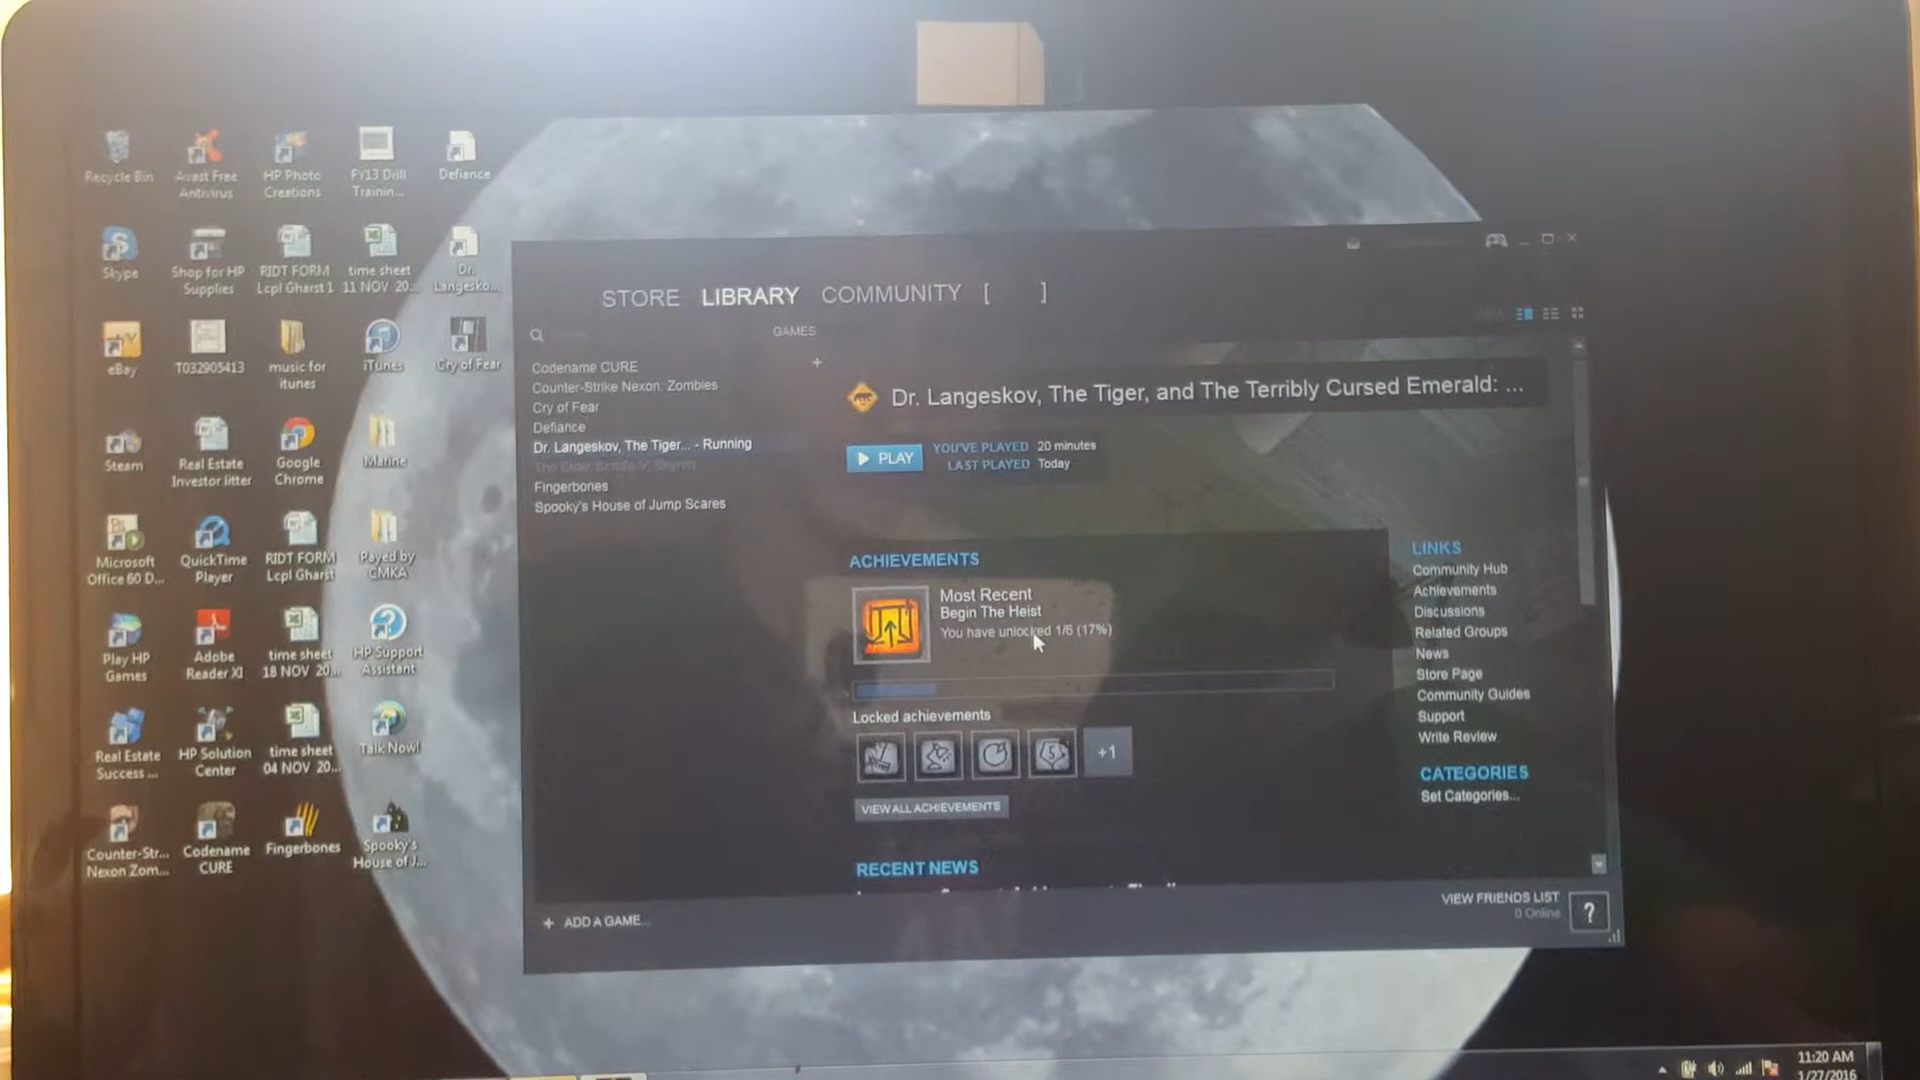 Recycle Bin
Avast Free
Antivirus
HP Photo
Creations
FY13 Drill
Trainin...
Defiance
Skype
Shop for HP
Supplies
RIDT FORM
Lcpl Gharst 1
time sheet
11 NOV 20...
Dr.
Langesko...
eBay
T032905413
music for
itunes
iTunes
Cry of Fear
Steam
Real Estate
Investor litter
Google
Chrome
Marine
Microsoft
Office 60 D...
QuickTime
Player
RIDT FORM
Lcpl Gharst
Payed by
CMKA
Play HP
Games
Adobe
Reader XI
time sheet
18 NOV 20...
HP Support
Assistant
Real Estate
Success ...
HP Solution
Center
time sheet
04 NOV 20...
Talk Now!
Counter-Str...
Nexon Zom...
Codename
CURE
Fingerbones
Spooky's
House of J...
STORE LIBRARY COMMUNITY [ ]
GAMES
VIEW
+
Codename CURE
Counter-Strike Nexon: Zombies
Cry of Fear
Defiance
Dr. Langeskov, The Tiger... - Running
The Elder Scrolls V: Skyrim
Fingerbones
Spooky's House of Jump Scares
Dr. Langeskov, The Tiger, and The Terribly Cursed Emerald: ...
PLAY
YOU'VE PLAYED 20 minutes
LAST PLAYED Today
ACHIEVEMENTS
Most Recent
Begin The Heist
You have unlocked 1/6 (17%)
Locked achievements
+1
VIEW ALL ACHIEVEMENTS
RECENT NEWS
LINKS
Community Hub
Achievements
Discussions
Related Groups
News
Store Page
Community Guides
Support
Write Review
CATEGORIES
Set Categories...
+ ADD A GAME...
VIEW FRIENDS LIST
0 Online
?
11:20 AM
1/27/2016